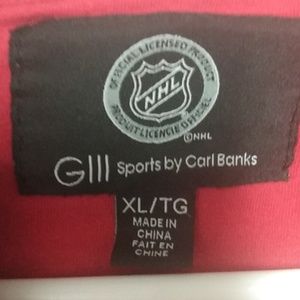 OFFICIAL LICENSED PRODUCT
NHL
PRODUIT LICENCIÉ OFFICIEL
©NHL
GIII Sports by Carl Banks
XL/TG
MADE IN
CHINA
FAIT EN
CHINE